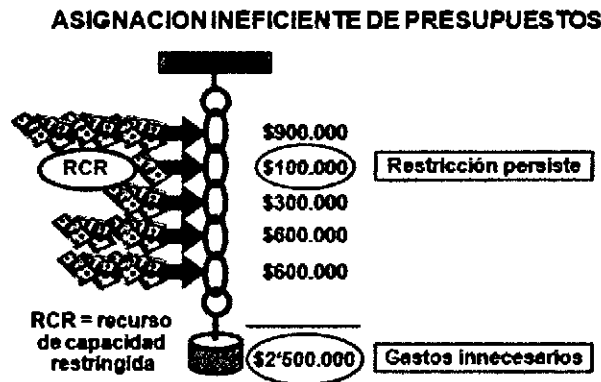 ASIGNACION INEFICIENTE DE PRESUPUESTOS
$900.000
RCR
$100.000
Restricción persiste
$300.000
$600.000
$600.000
RCR = recurso
de capacidad
restringida
$2'500.000
Gastos innecesarios